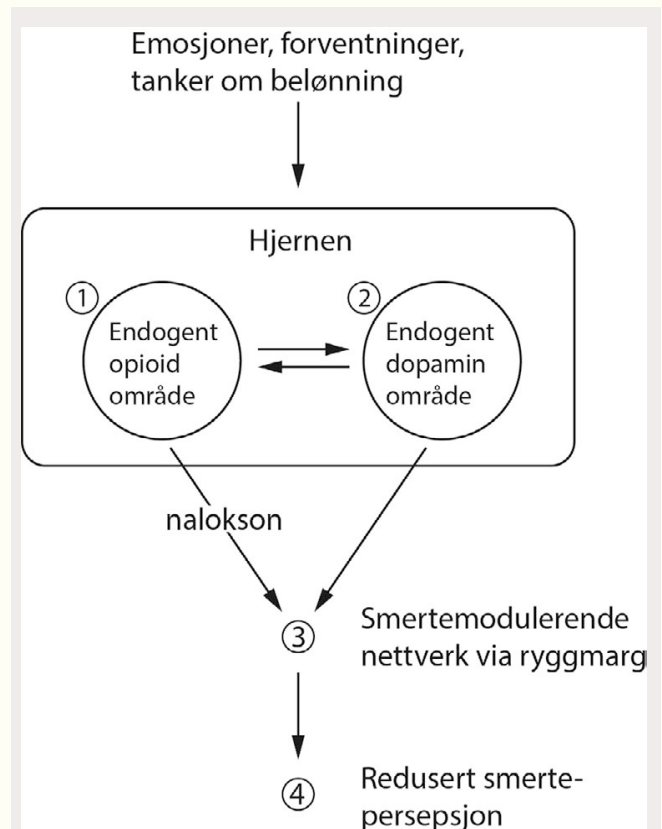 Emosjoner, forventninger,
tanker om belønning
Hjernen
1
Endogent
opioid
område
2
Endogent
dopamin
område
nalokson
3
Smertemodulerende
nettverk via ryggmarg
4
Redusert smerte-
persepsjon